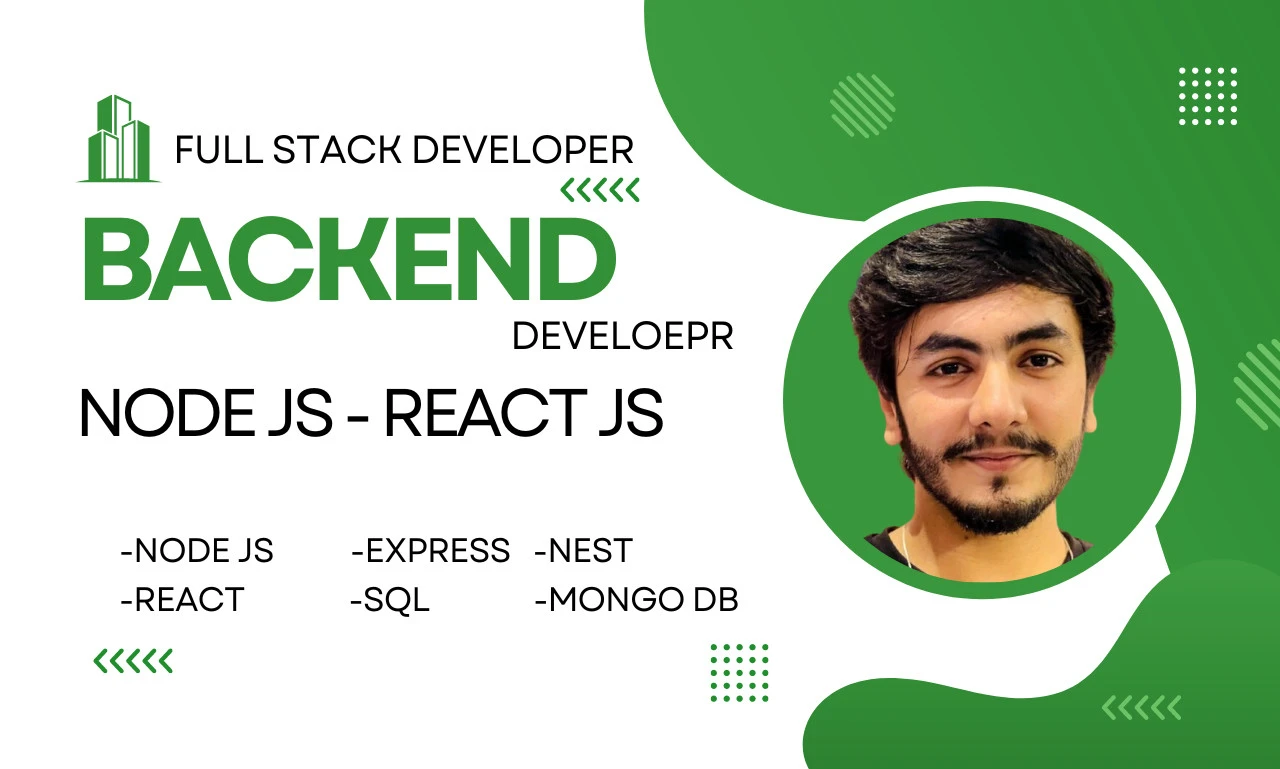 FULL STACK DEVELOPER
BACKEND
DEVELOEPR
NODE JS - REACT JS
-NODE JS -EXPRESS -NEST
-REACT -SQL -MONGO DB